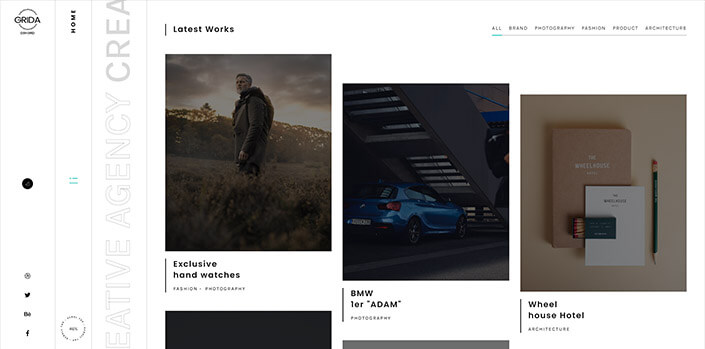 GRIDA
HOME
EATIVE AGENCY CREA
Latest Works
ALL BRAND PHOTOGRAPHY FASHION PRODUCT ARCHITECTURE
THE
WHEELHOUSE
THE
WHEELHOUSE
Exclusive
hand watches
FASHION - PHOTOGRAPHY
BMW
1er "ADAM"
PHOTOGRAPHY
Wheel
house Hotel
ARCHITECTURE
Bē